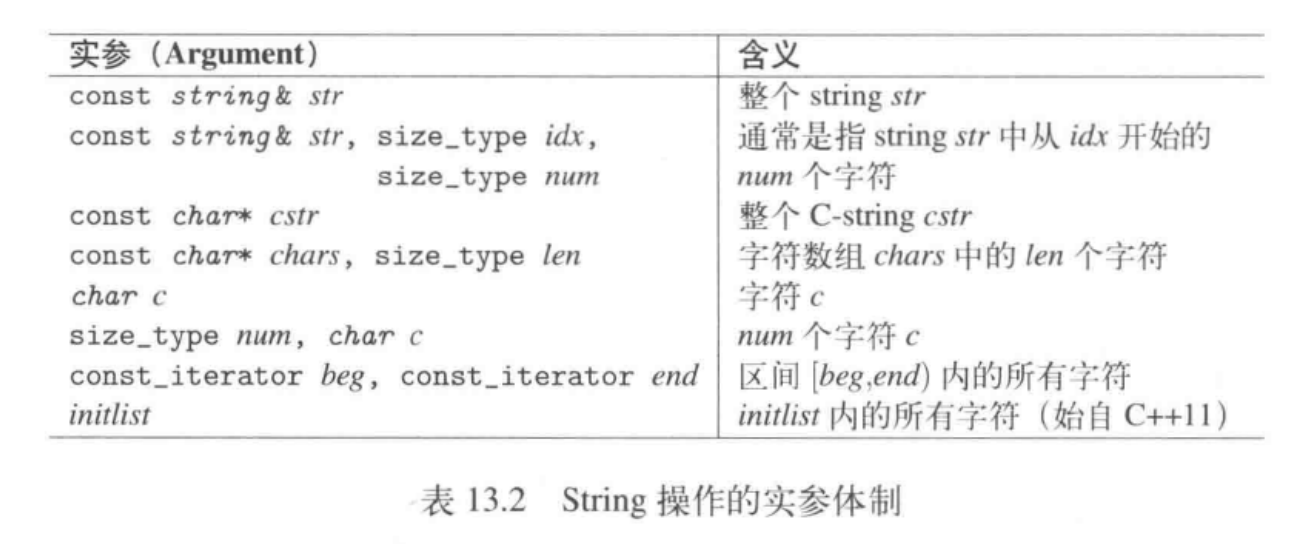 实参（Argument） 含义
const string& str 整个 string str
const string& str, size_type idx, 通常是指 string str 中从 idx 开始的
size_type num num 个字符
const char* cstr 整个 C-string cstr
const char* chars, size_type len 字符数组 chars 中的 len 个字符
char c 字符 c
size_type num, char c num 个字符 c
const_iterator beg, const_iterator end 区间 [beg,end) 内的所有字符
initlist initlist 内的所有字符（始自 C++11）
表 13.2 String 操作的实参体制